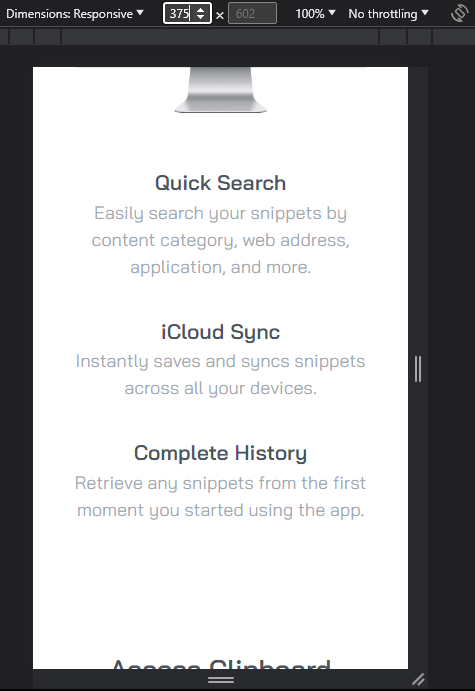 Dimensions: Responsive 375 × 602 100% No throttling
Quick Search
Easily search your snippets by
content category, web address,
application, and more.
iCloud Sync
Instantly saves and syncs snippets
across all your devices.
Complete History
Retrieve any snippets from the first
moment you started using the app.
Access Clipboard